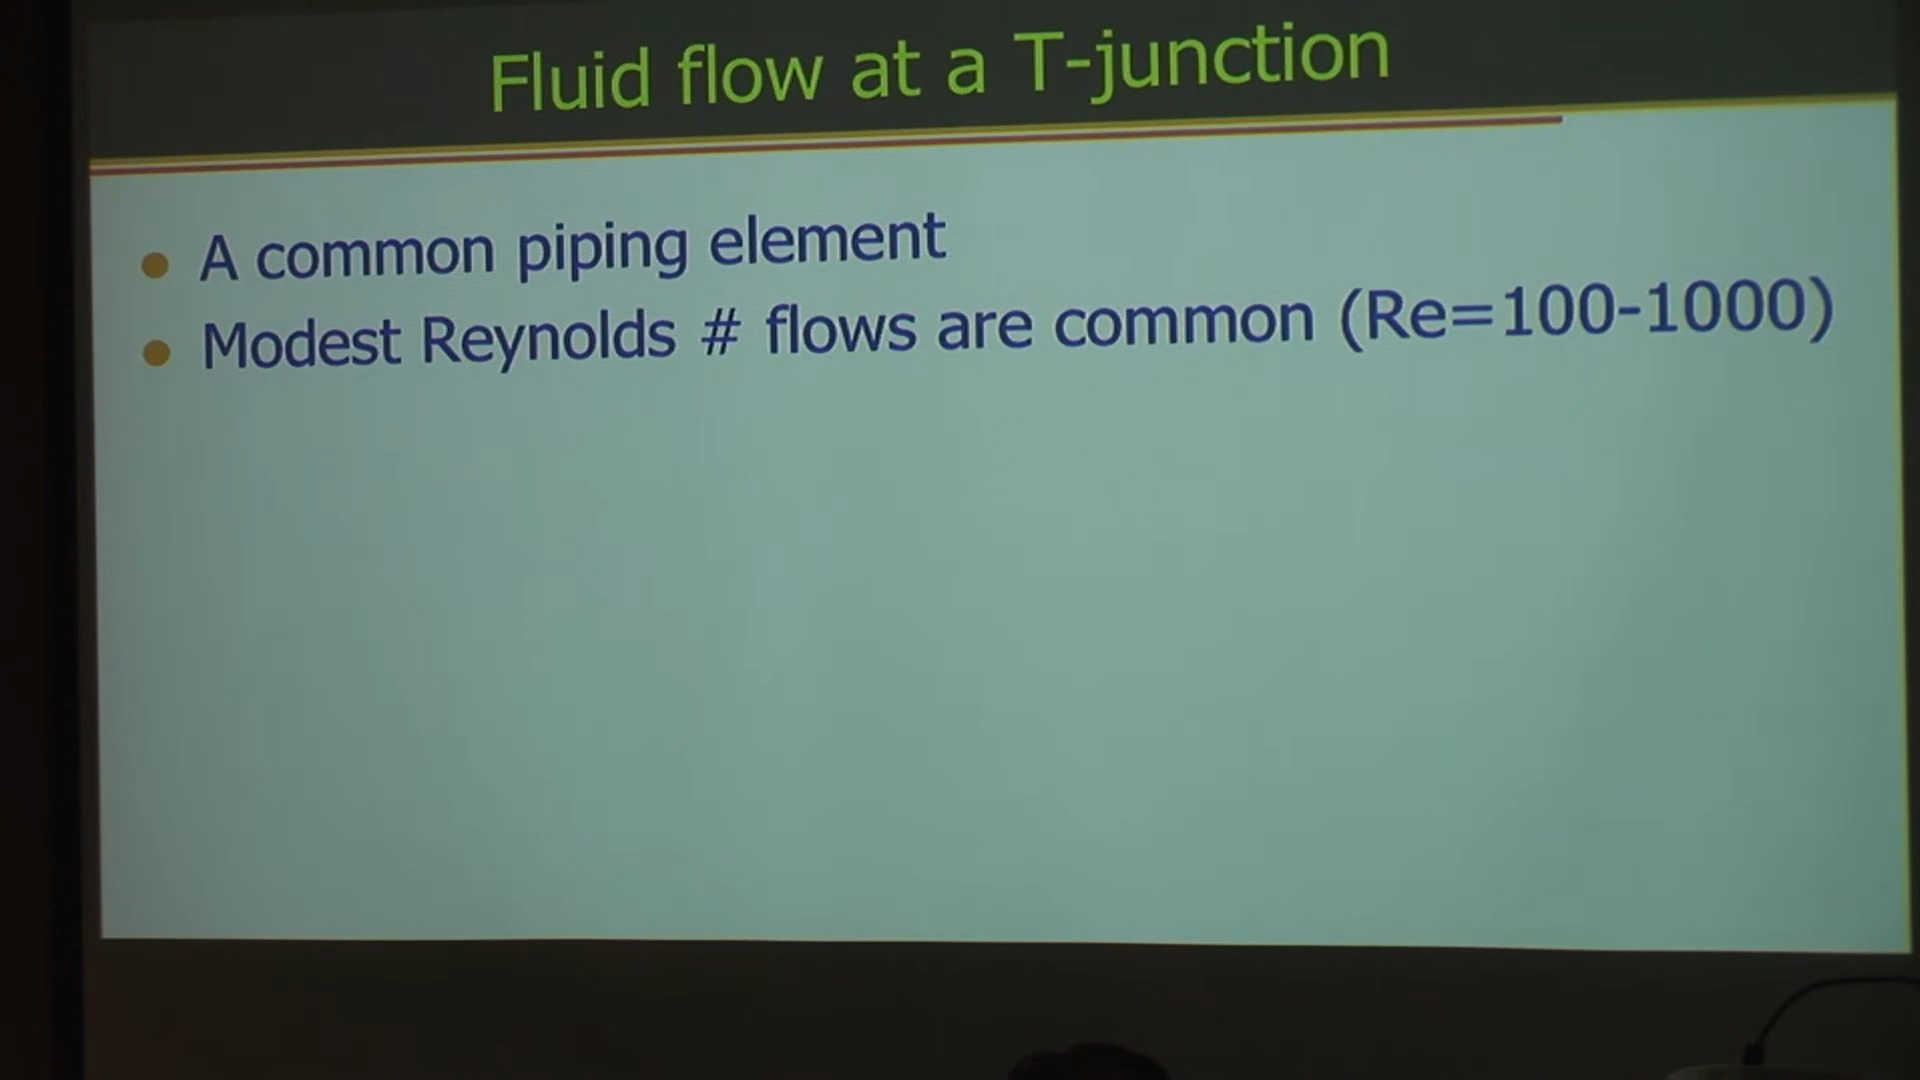 Fluid flow at a T-junction
A common piping element
Modest Reynolds # flows are common (Re=100-1000)